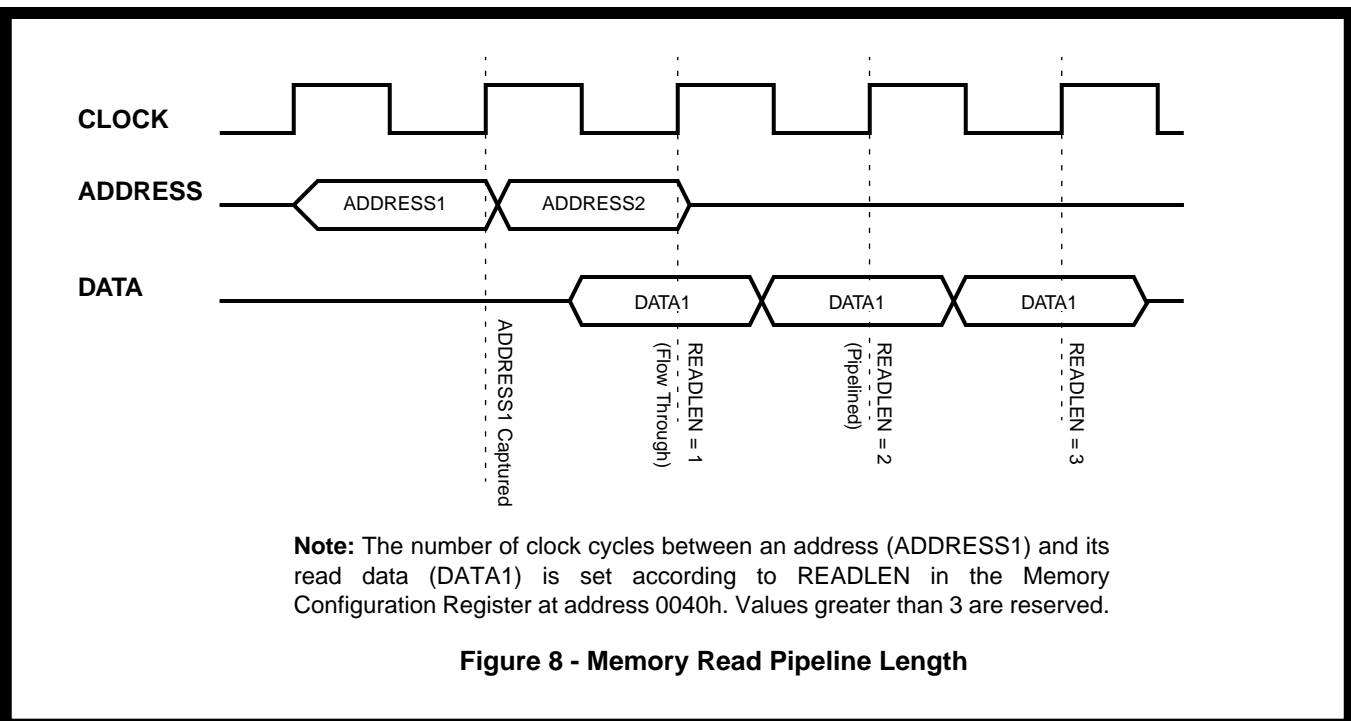 CLOCK
ADDRESS
ADDRESS1
ADDRESS2
DATA
DATA1
DATA1
DATA1
ADDRESS1 Captured
READLEN = 1
(Flow Through)
READLEN = 2
(Pipelined)
READLEN = 3
Note: The number of clock cycles between an address (ADDRESS1) and its
read data (DATA1) is set according to READLEN in the Memory
Configuration Register at address 0040h. Values greater than 3 are reserved.
Figure 8 - Memory Read Pipeline Length